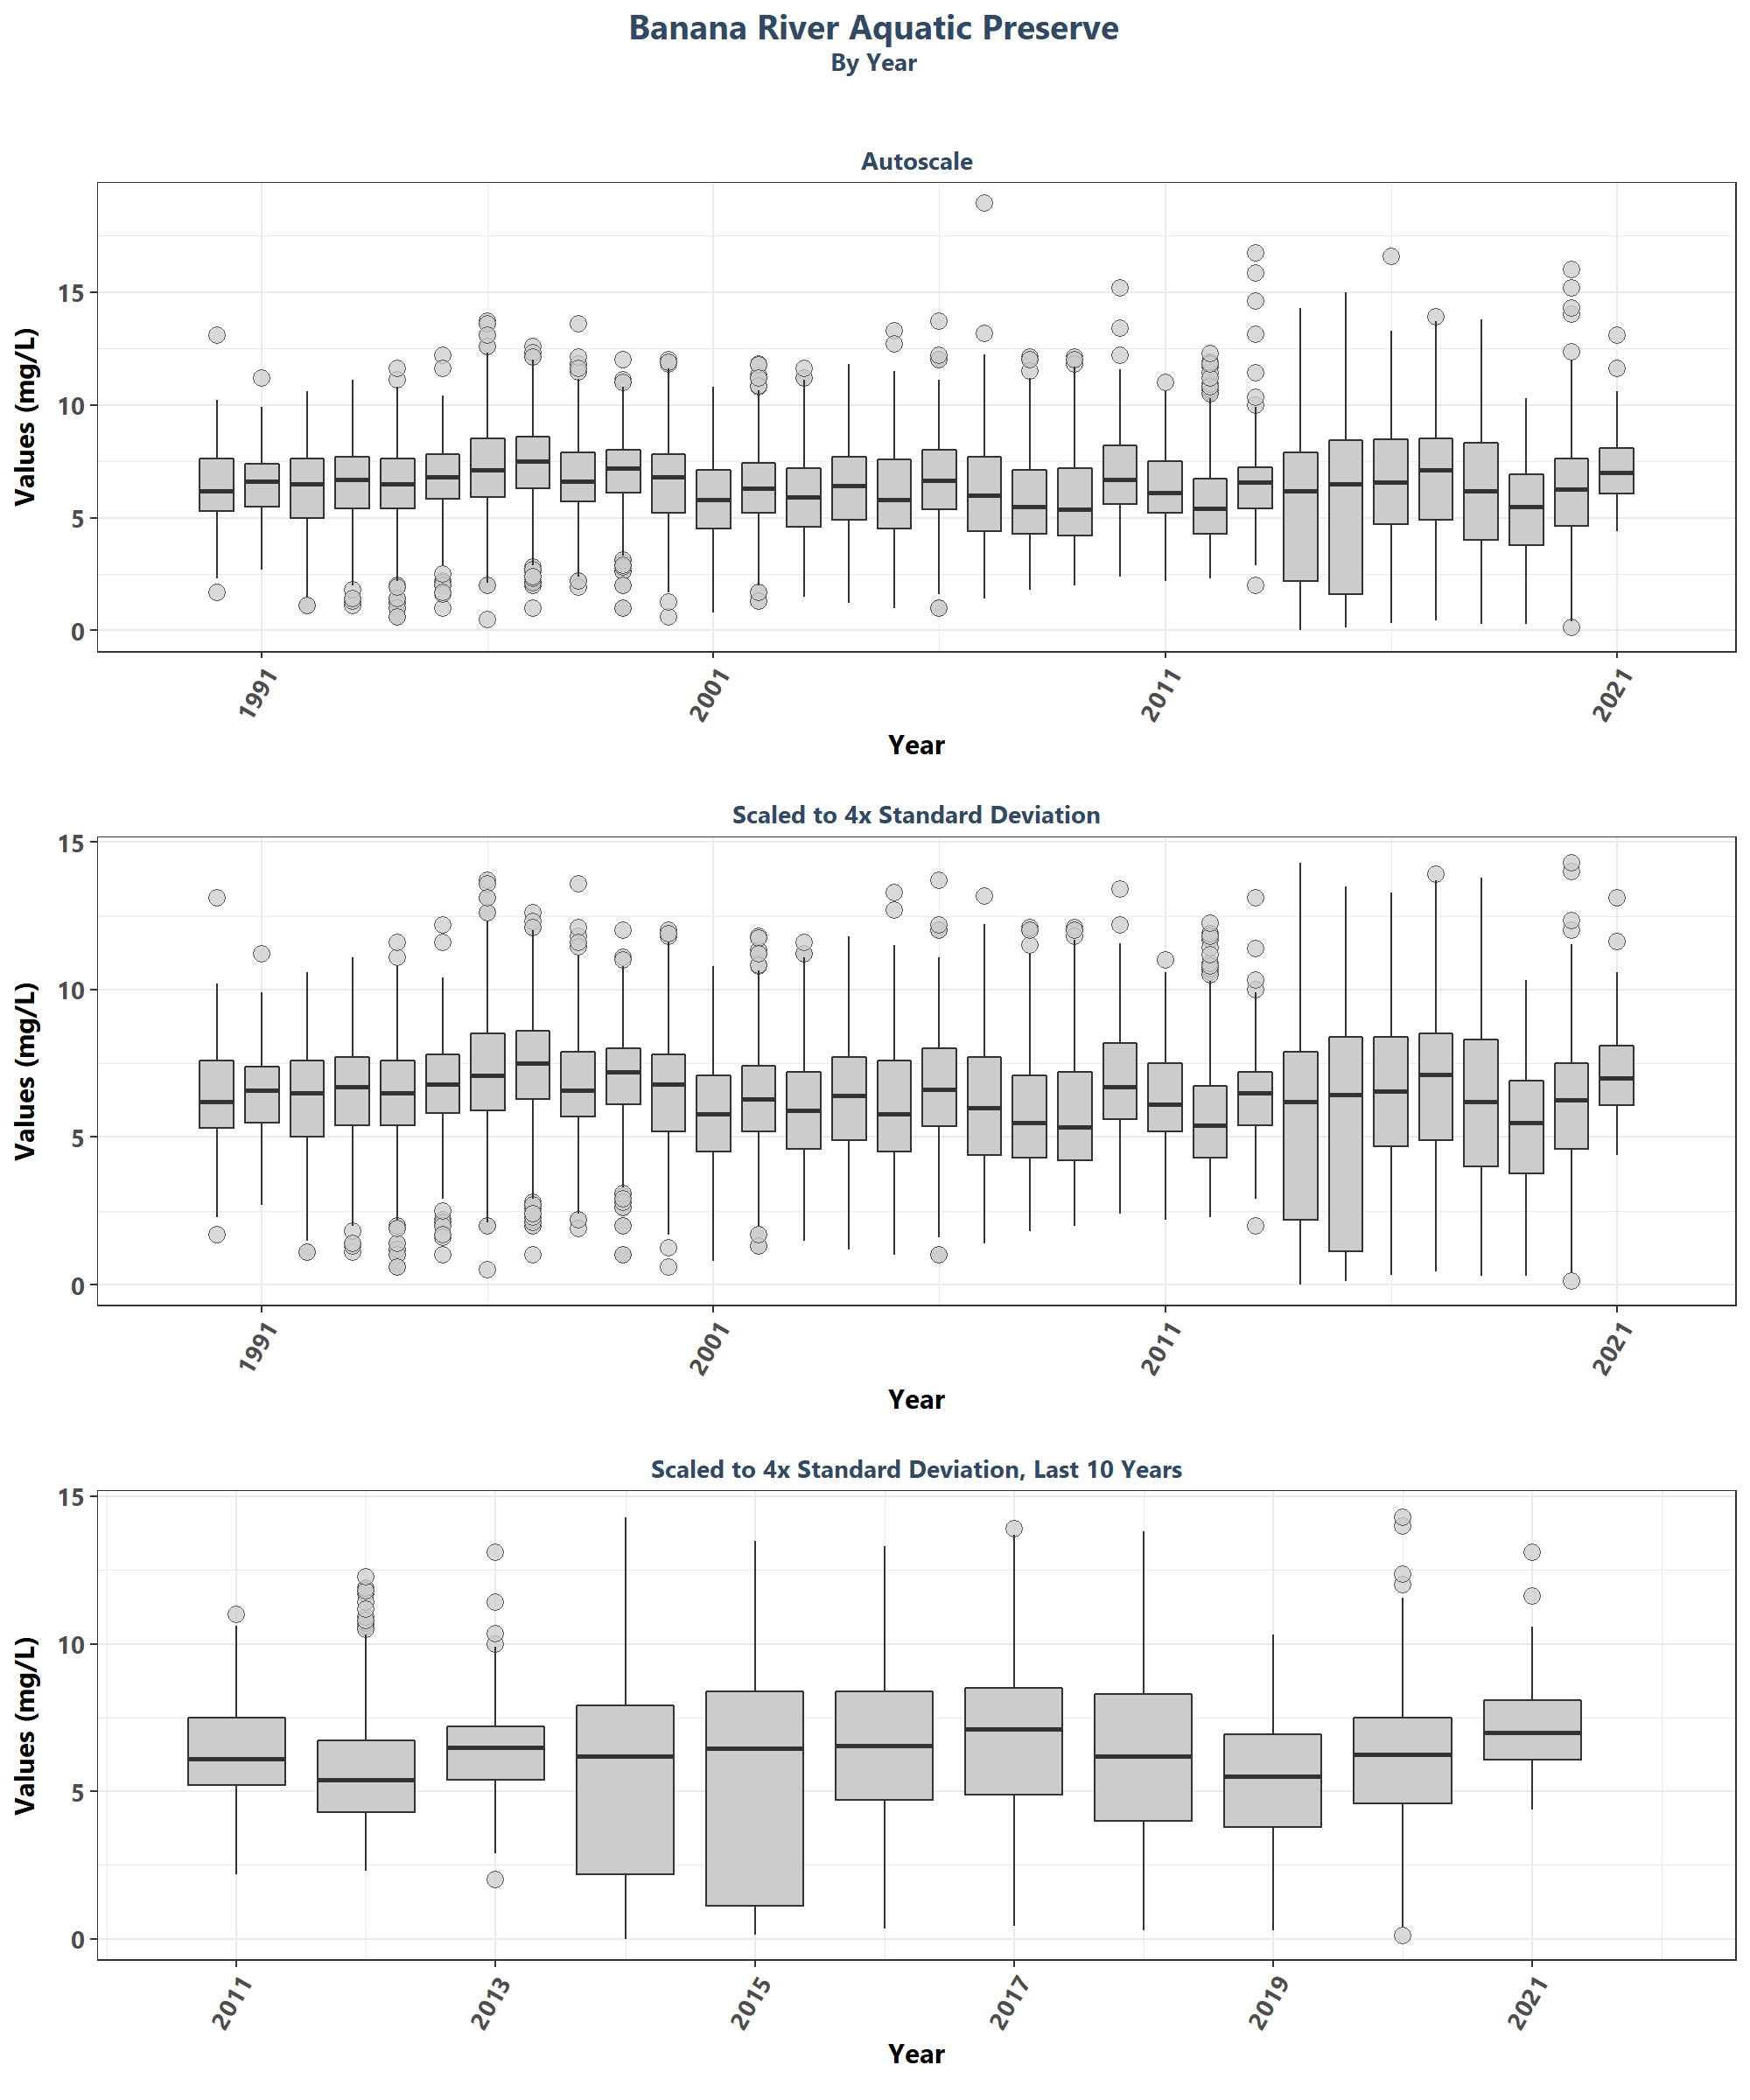 Banana River Aquatic Preserve
By Year
Autoscale
Values (mg/L)
15
10
5
0
1991
2001
2011
2021
Year
Scaled to 4x Standard Deviation
Values (mg/L)
15
10
5
0
1991
2001
2011
2021
Year
Scaled to 4x Standard Deviation, Last 10 Years
Values (mg/L)
15
10
5
0
2011
2013
2015
2017
2019
2021
Year